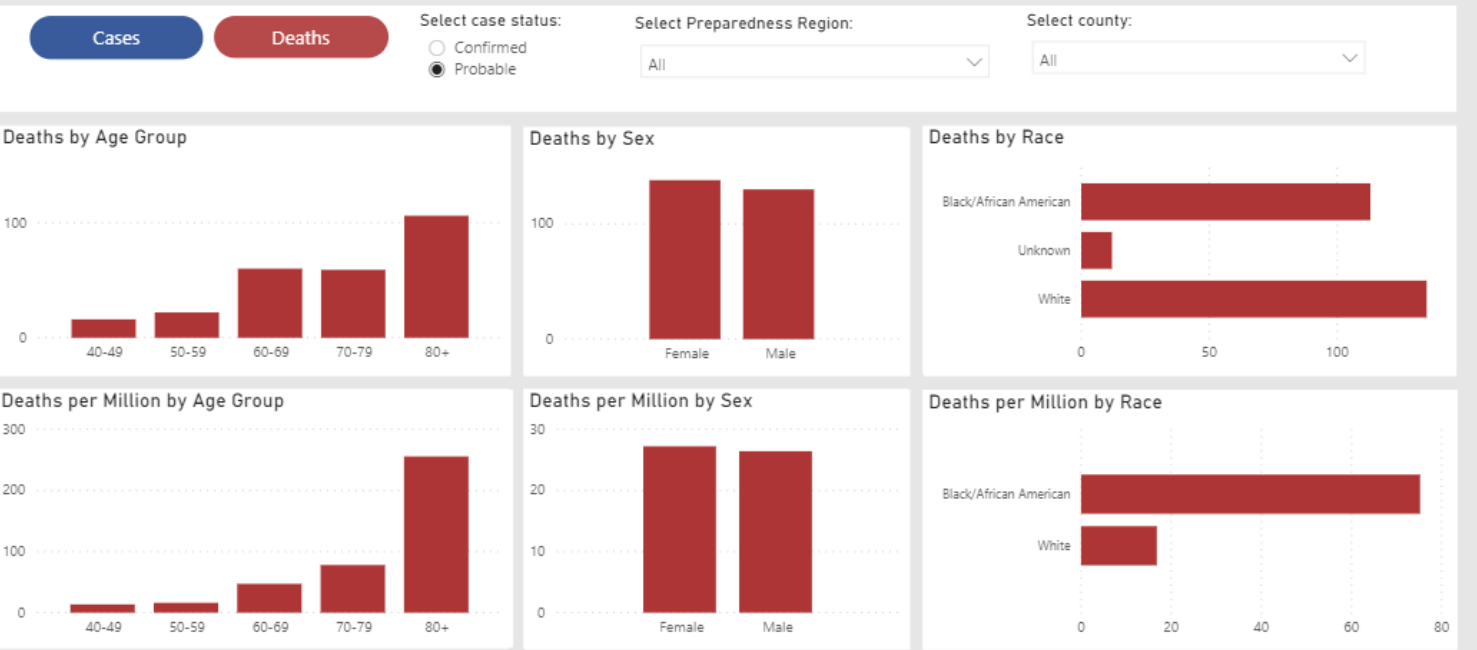 Cases
Deaths
Select case status:
Confirmed
Probable
Select Preparedness Region:
All
Select county:
All
Deaths by Age Group
100
0
40-49 50-59 60-69 70-79 80+
Deaths by Sex
100
0
Female Male
Deaths by Race
Black/African American
Unknown
White
0 50 100
Deaths per Million by Age Group
300
200
100
0
40-49 50-59 60-69 70-79 80+
Deaths per Million by Sex
30
20
10
0
Female Male
Deaths per Million by Race
Black/African American
White
0 20 40 60 80